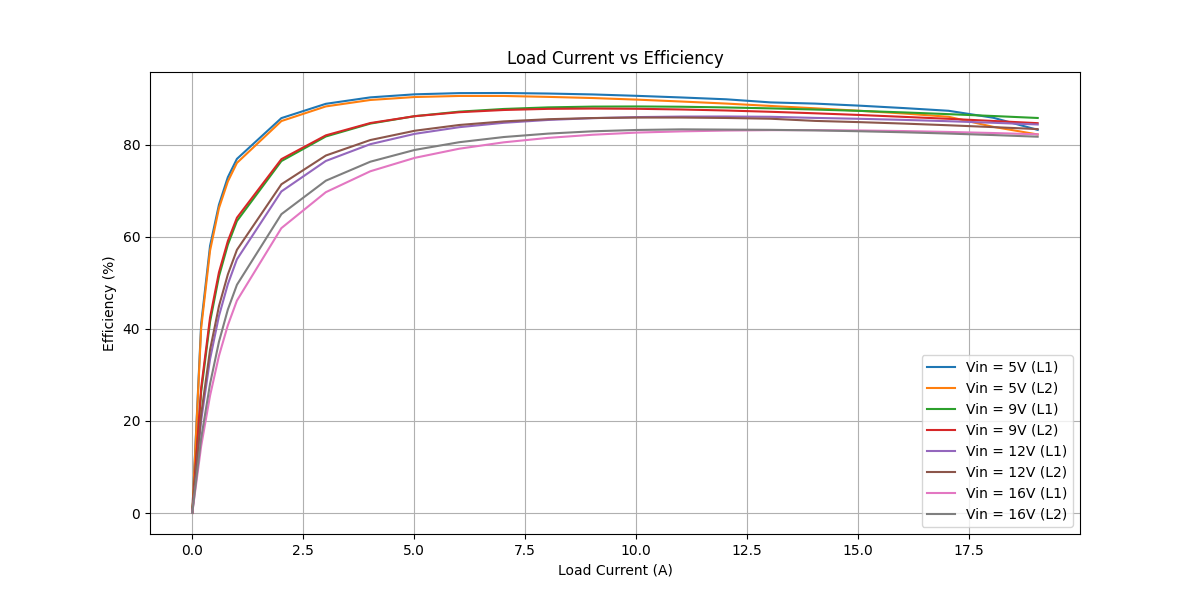 Load Current vs Efficiency
Efficiency (%)
80
60
40
20
0
0.0 2.5 5.0 7.5 10.0 12.5 15.0 17.5
Load Current (A)
Vin = 5V (L1)
Vin = 5V (L2)
Vin = 9V (L1)
Vin = 9V (L2)
Vin = 12V (L1)
Vin = 12V (L2)
Vin = 16V (L1)
Vin = 16V (L2)